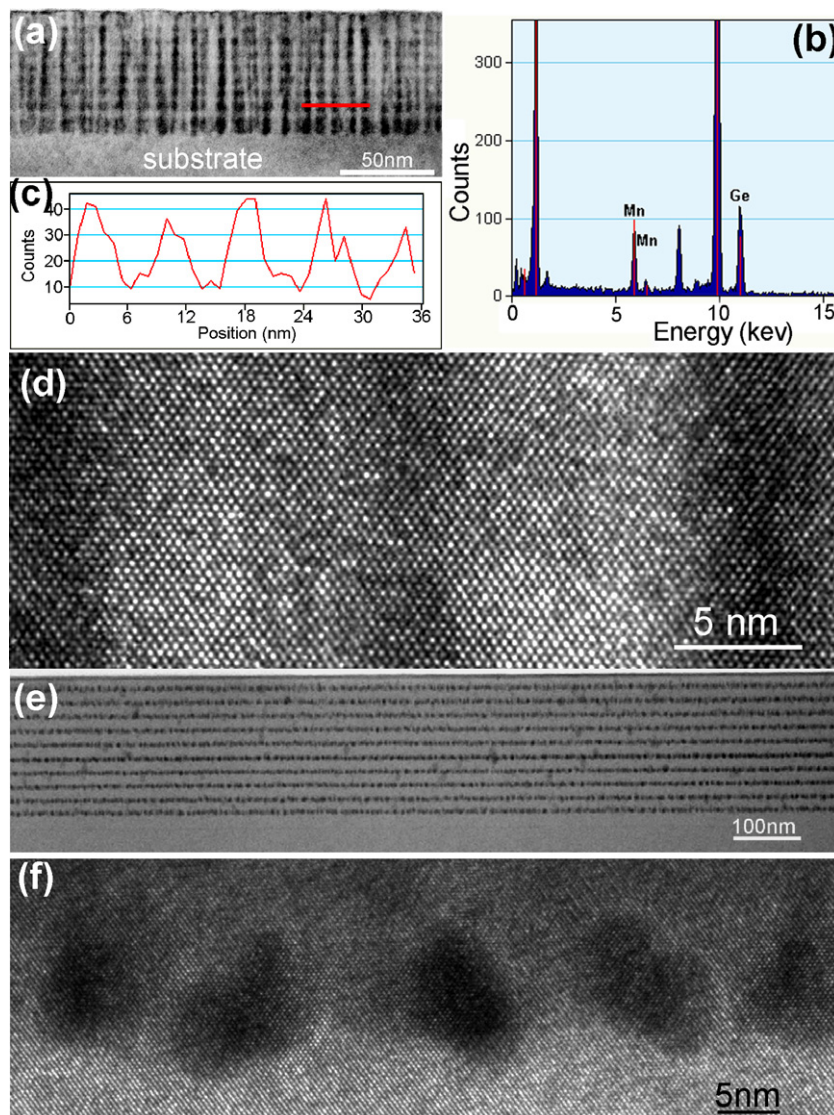 (a)
substrate
50nm
(b)
300
200
100
0
Counts
Mn
Mn
Ge
0
5
10
15
Energy (kev)
(c)
40
30
20
10
Counts
0
6
12
18
24
30
36
Position (nm)
(d)
5 nm
(e)
100nm
(f)
5nm